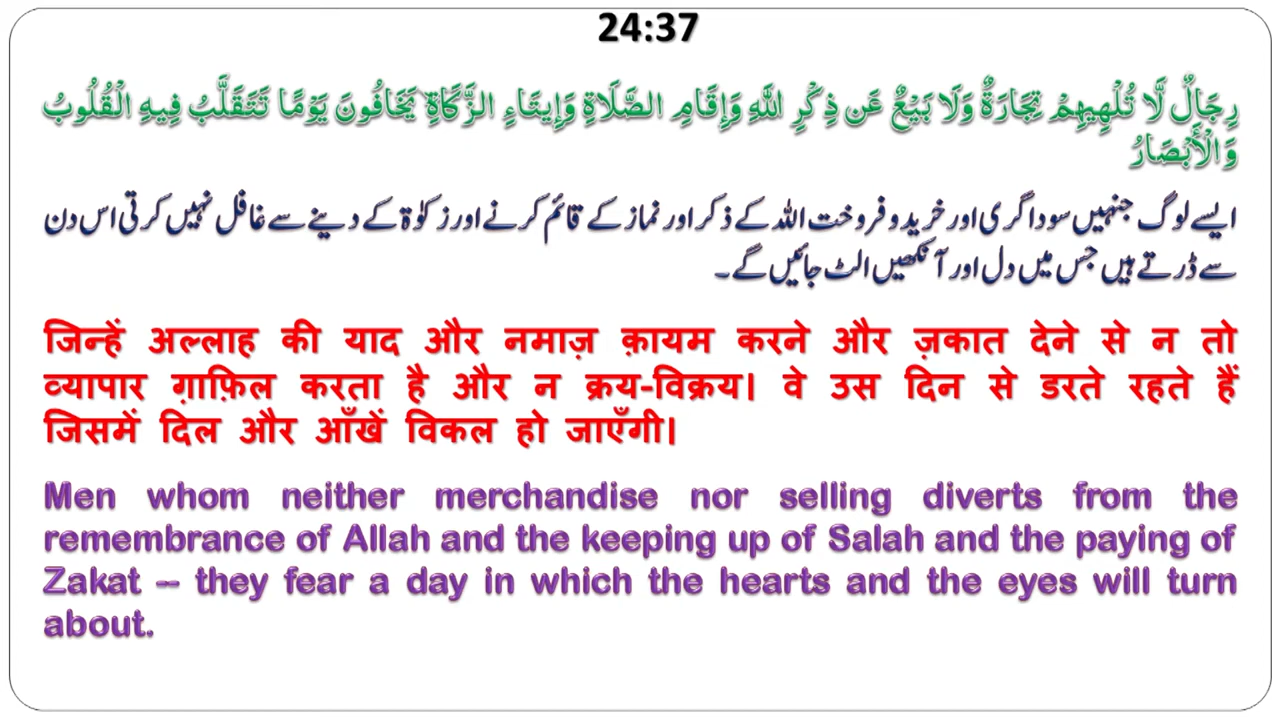 24:37
رِجَالٌ لَّا تُلْهِيهِمْ تِجَارَةٌ وَلَا بَيْعٌ عَن ذِكْرِ اللَّهِ وَإِقَامِ الصَّلَاةِ وَإِيتَاءِ الزَّكَاةِ ۙ يَخَافُونَ يَوْمًا تَتَقَلَّبُ فِيهِ الْقُلُوبُ
وَالْأَبْصَارُ
ایسے لوگ جنہیں سوداگری اور خرید و فروخت اللہ کے ذکر اور نماز کے قائم کرنے اور زکوٰۃ کے دینے سے غافل نہیں کرتی اس دن
سے ڈرتے ہیں جس میں دل اور آنکھیں الٹ جائیں گے۔
जिन्हें अल्लाह की याद और नमाज़ क़ायम करने और ज़कात देने से न तो
व्यापार ग़ाफ़िल करता है और न क्रय-विक्रय। वे उस दिन से डरते रहते हैं
जिसमें दिल और आँखें विकल हो जाएँगी।
Men whom neither merchandise nor selling diverts from the
remembrance of Allah and the keeping up of Salah and the paying of
Zakat -- they fear a day in which the hearts and the eyes will turn
about.